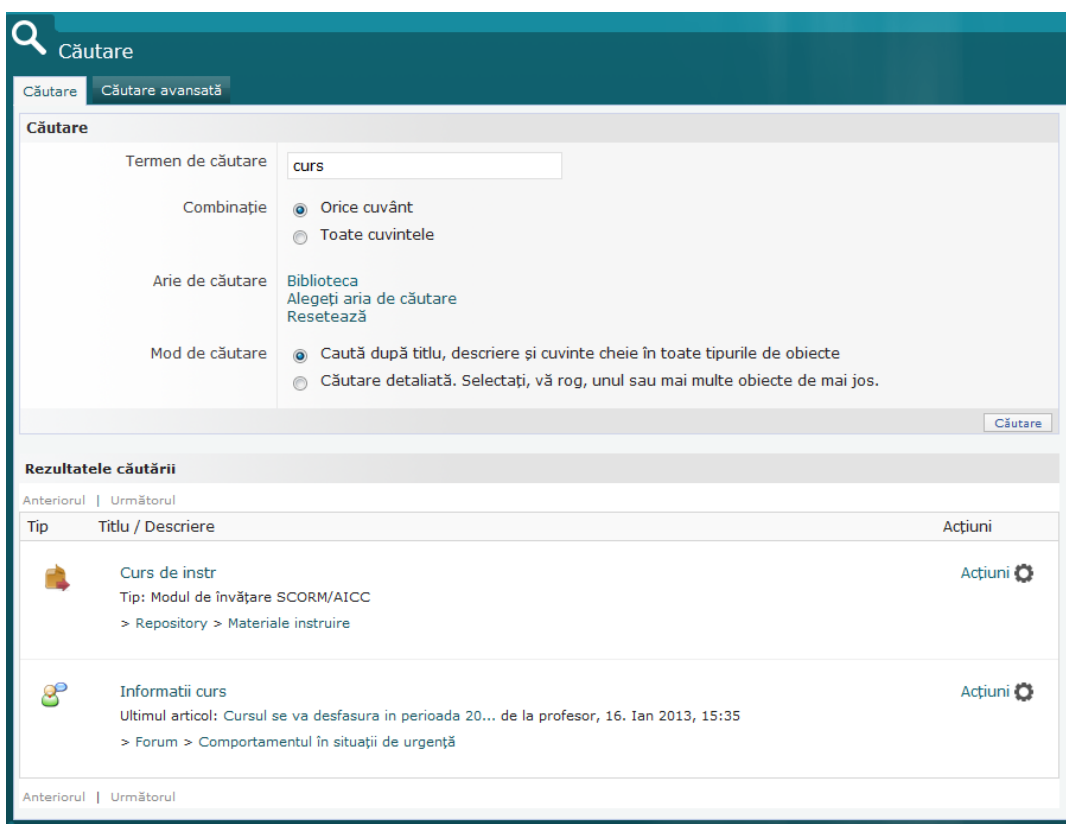 Căutare
Căutare Căutare avansată
Căutare
Termen de căutare curs
Combinație Orice cuvânt
Toate cuvintele
Arie de căutare Biblioteca
Alegeți aria de căutare
Resetează
Mod de căutare Caută după titlu, descriere și cuvinte cheie în toate tipurile de obiecte
Căutare detaliată. Selectați, vă rog, unul sau mai multe obiecte de mai jos.
Căutare
Rezultatele căutării
Anteriorul | Următorul
Tip Titlu / Descriere Acțiuni
Curs de instr Acțiuni
Tip: Modul de învățare SCORM/AICC
> Repository > Materiale instruire
Informatii curs Acțiuni
Ultimul articol: Cursul se va desfasura in perioada 20... de la profesor, 16. Ian 2013, 15:35
> Forum > Comportamentul în situații de urgență
Anteriorul | Următorul